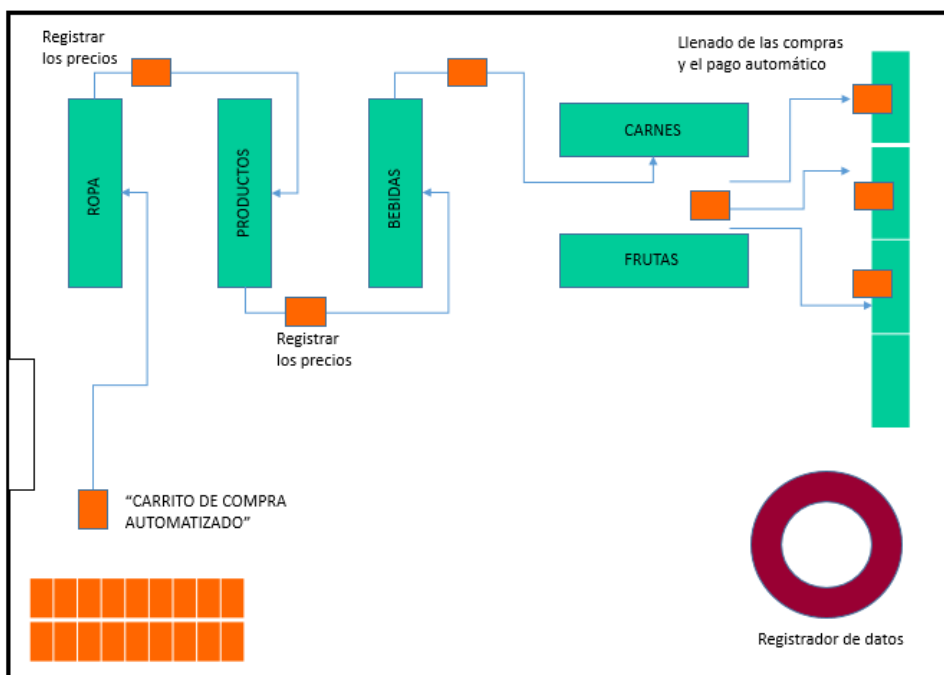 Registrar
los precios
Llenado de las compras
y el pago automático
ROPA
PRODUCTOS
BEBIDAS
CARNES
FRUTAS
Registrar
los precios
“CARRITO DE COMPRA
AUTOMATIZADO”
Registrador de datos